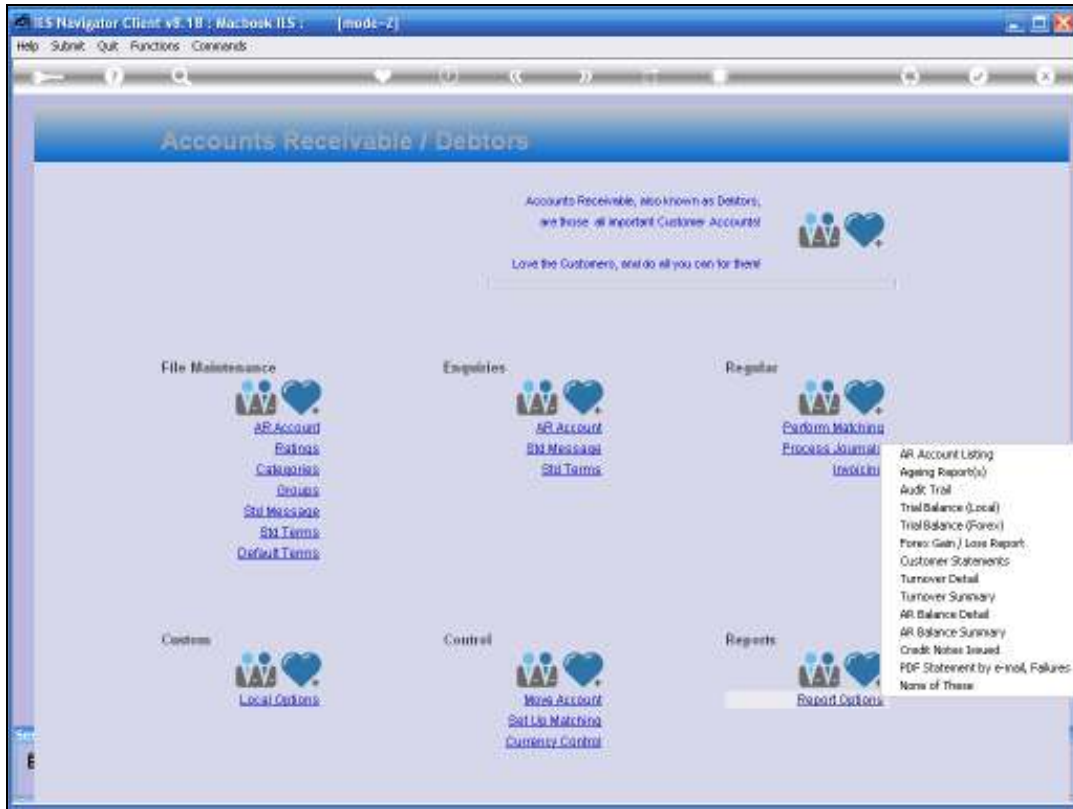 IES Navigator Client v8.1B : Macbook IES : [mode-Z]
Help Submit Quit Functions Commands
Accounts Receivable / Debtors
Accounts Receivable, also known as Debtors,
are those all important Customer Accounts!
Love the Customers, and do all you can for them!
File Maintenance
AR Account
Ratings
Categories
Groups
Std Message
Std Terms
Default Terms
Enquiries
AR Account
Std Message
Std Terms
Regular
Perform Matching
Process Journals
Invoicing
Custom
Local Options
Control
Move Account
Set Up Matching
Currency Control
Reports
Report Options
AR Account Listing
Ageing Report(s)
Audit Trail
Trial Balance (Local)
Trial Balance (Forex)
Forex Gain / Loss Report
Customer Statements
Turnover Detail
Turnover Summary
AR Balance Detail
AR Balance Summary
Credit Notes Issued
PDF Statement by e-mail, Failures
None of These